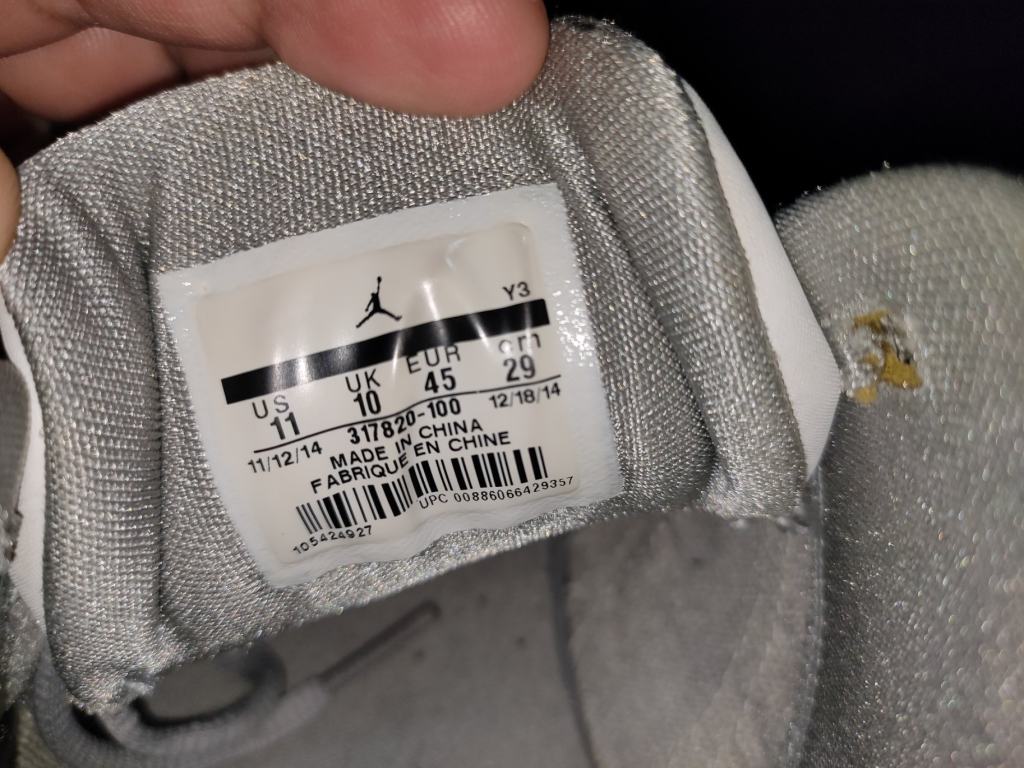 Y3
US UK EUR cm
11 10 45 29
11/12/14 317820-100 12/18/14
MADE IN CHINA
FABRIQUE EN CHINE
105424927 UPC 00886066429357